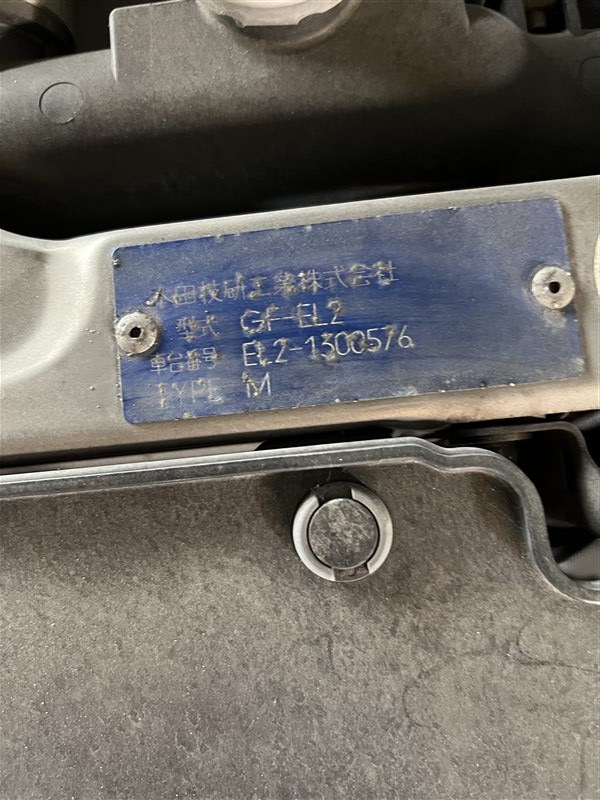 本田技研工業株式会社
型式 GF-EL2
車台番号 EL2-1300576
TYPE M